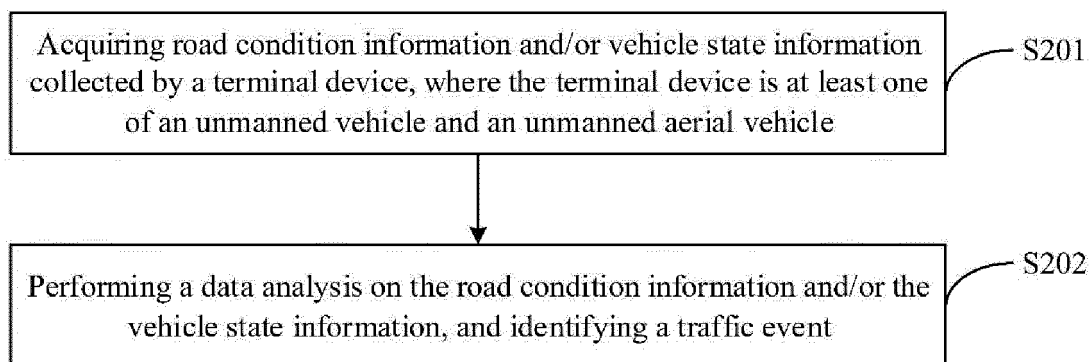 Acquiring road condition information and/or vehicle state information
collected by a terminal device, where the terminal device is at least one
of an unmanned vehicle and an unmanned aerial vehicle
S201
Performing a data analysis on the road condition information and/or the
vehicle state information, and identifying a traffic event
S202